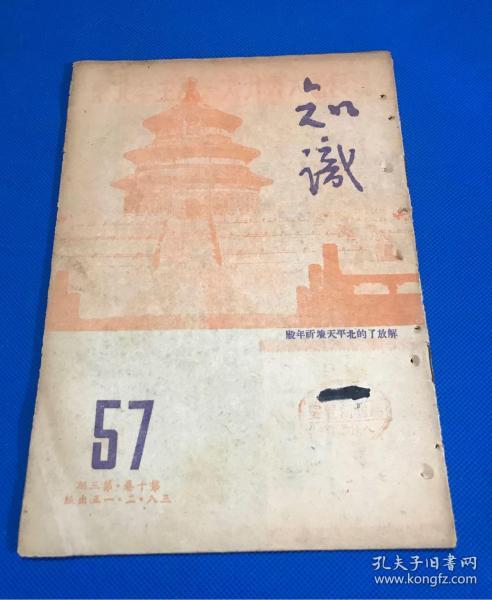 知識
解放了的北平天壇祈年殿
57
第十卷·第三期
三八·二·一五出版
孔夫子旧书网
www.kongfz.com